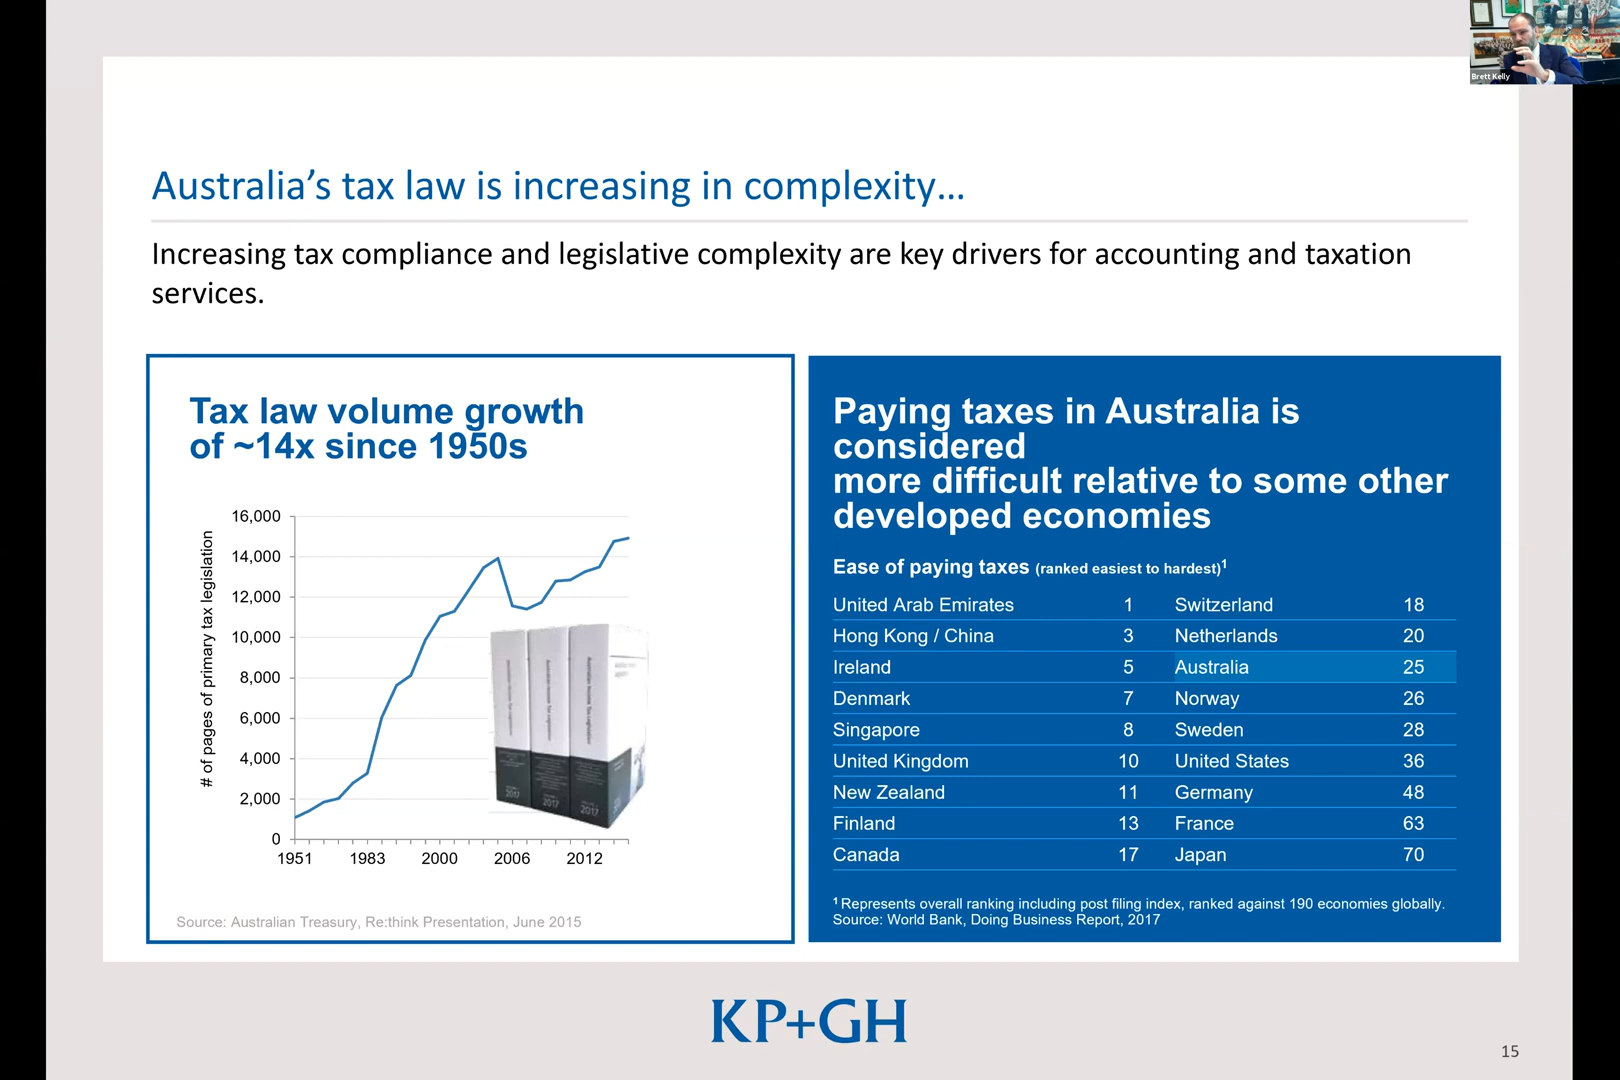 Brett Kelly
Australia’s tax law is increasing in complexity…
Increasing tax compliance and legislative complexity are key drivers for accounting and taxation
services.
Tax law volume growth
of ~14x since 1950s
# of pages of primary tax legislation
16,000
14,000
12,000
10,000
8,000
6,000
4,000
2,000
0
1951 1983 2000 2006 2012
2017 2017 2017
Source: Australian Treasury, Re:think Presentation, June 2015
Paying taxes in Australia is
considered
more difficult relative to some other
developed economies
Ease of paying taxes (ranked easiest to hardest)¹
United Arab Emirates 1 Switzerland 18
Hong Kong / China 3 Netherlands 20
Ireland 5 Australia 25
Denmark 7 Norway 26
Singapore 8 Sweden 28
United Kingdom 10 United States 36
New Zealand 11 Germany 48
Finland 13 France 63
Canada 17 Japan 70
¹ Represents overall ranking including post filing index, ranked against 190 economies globally.
Source: World Bank, Doing Business Report, 2017
KP+GH
15